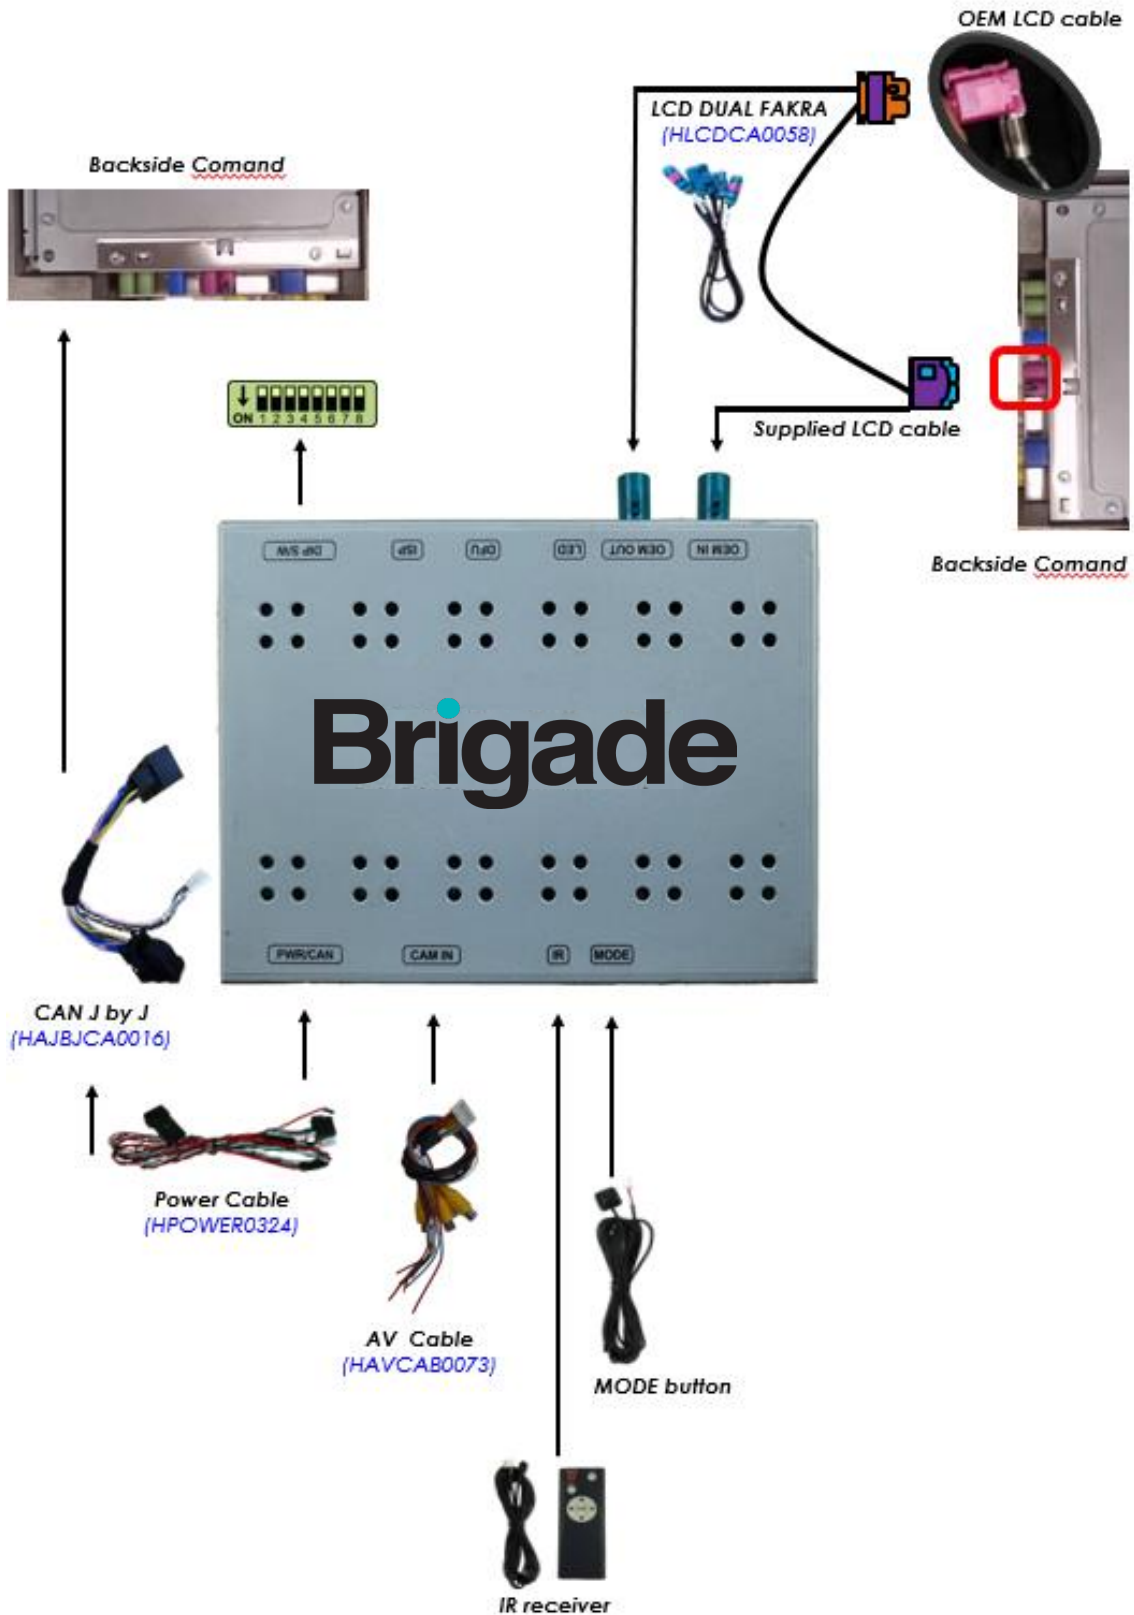 OEM LCD cable
LCD DUAL FAKRA
(HLCDCA0058)
Backside Comand
ON 1 2 3 4 5 6 7 8
Supplied LCD cable
Backside Comand
DIP S/W
ISP
DFU
LED
OEM OUT
OEM IN
Brigade
PWR/CAN
CAM IN
IR
MODE
CAN J by J
(HAJBJCA0016)
Power Cable
(HPOWER0324)
AV Cable
(HAVCAB0073)
MODE button
IR receiver